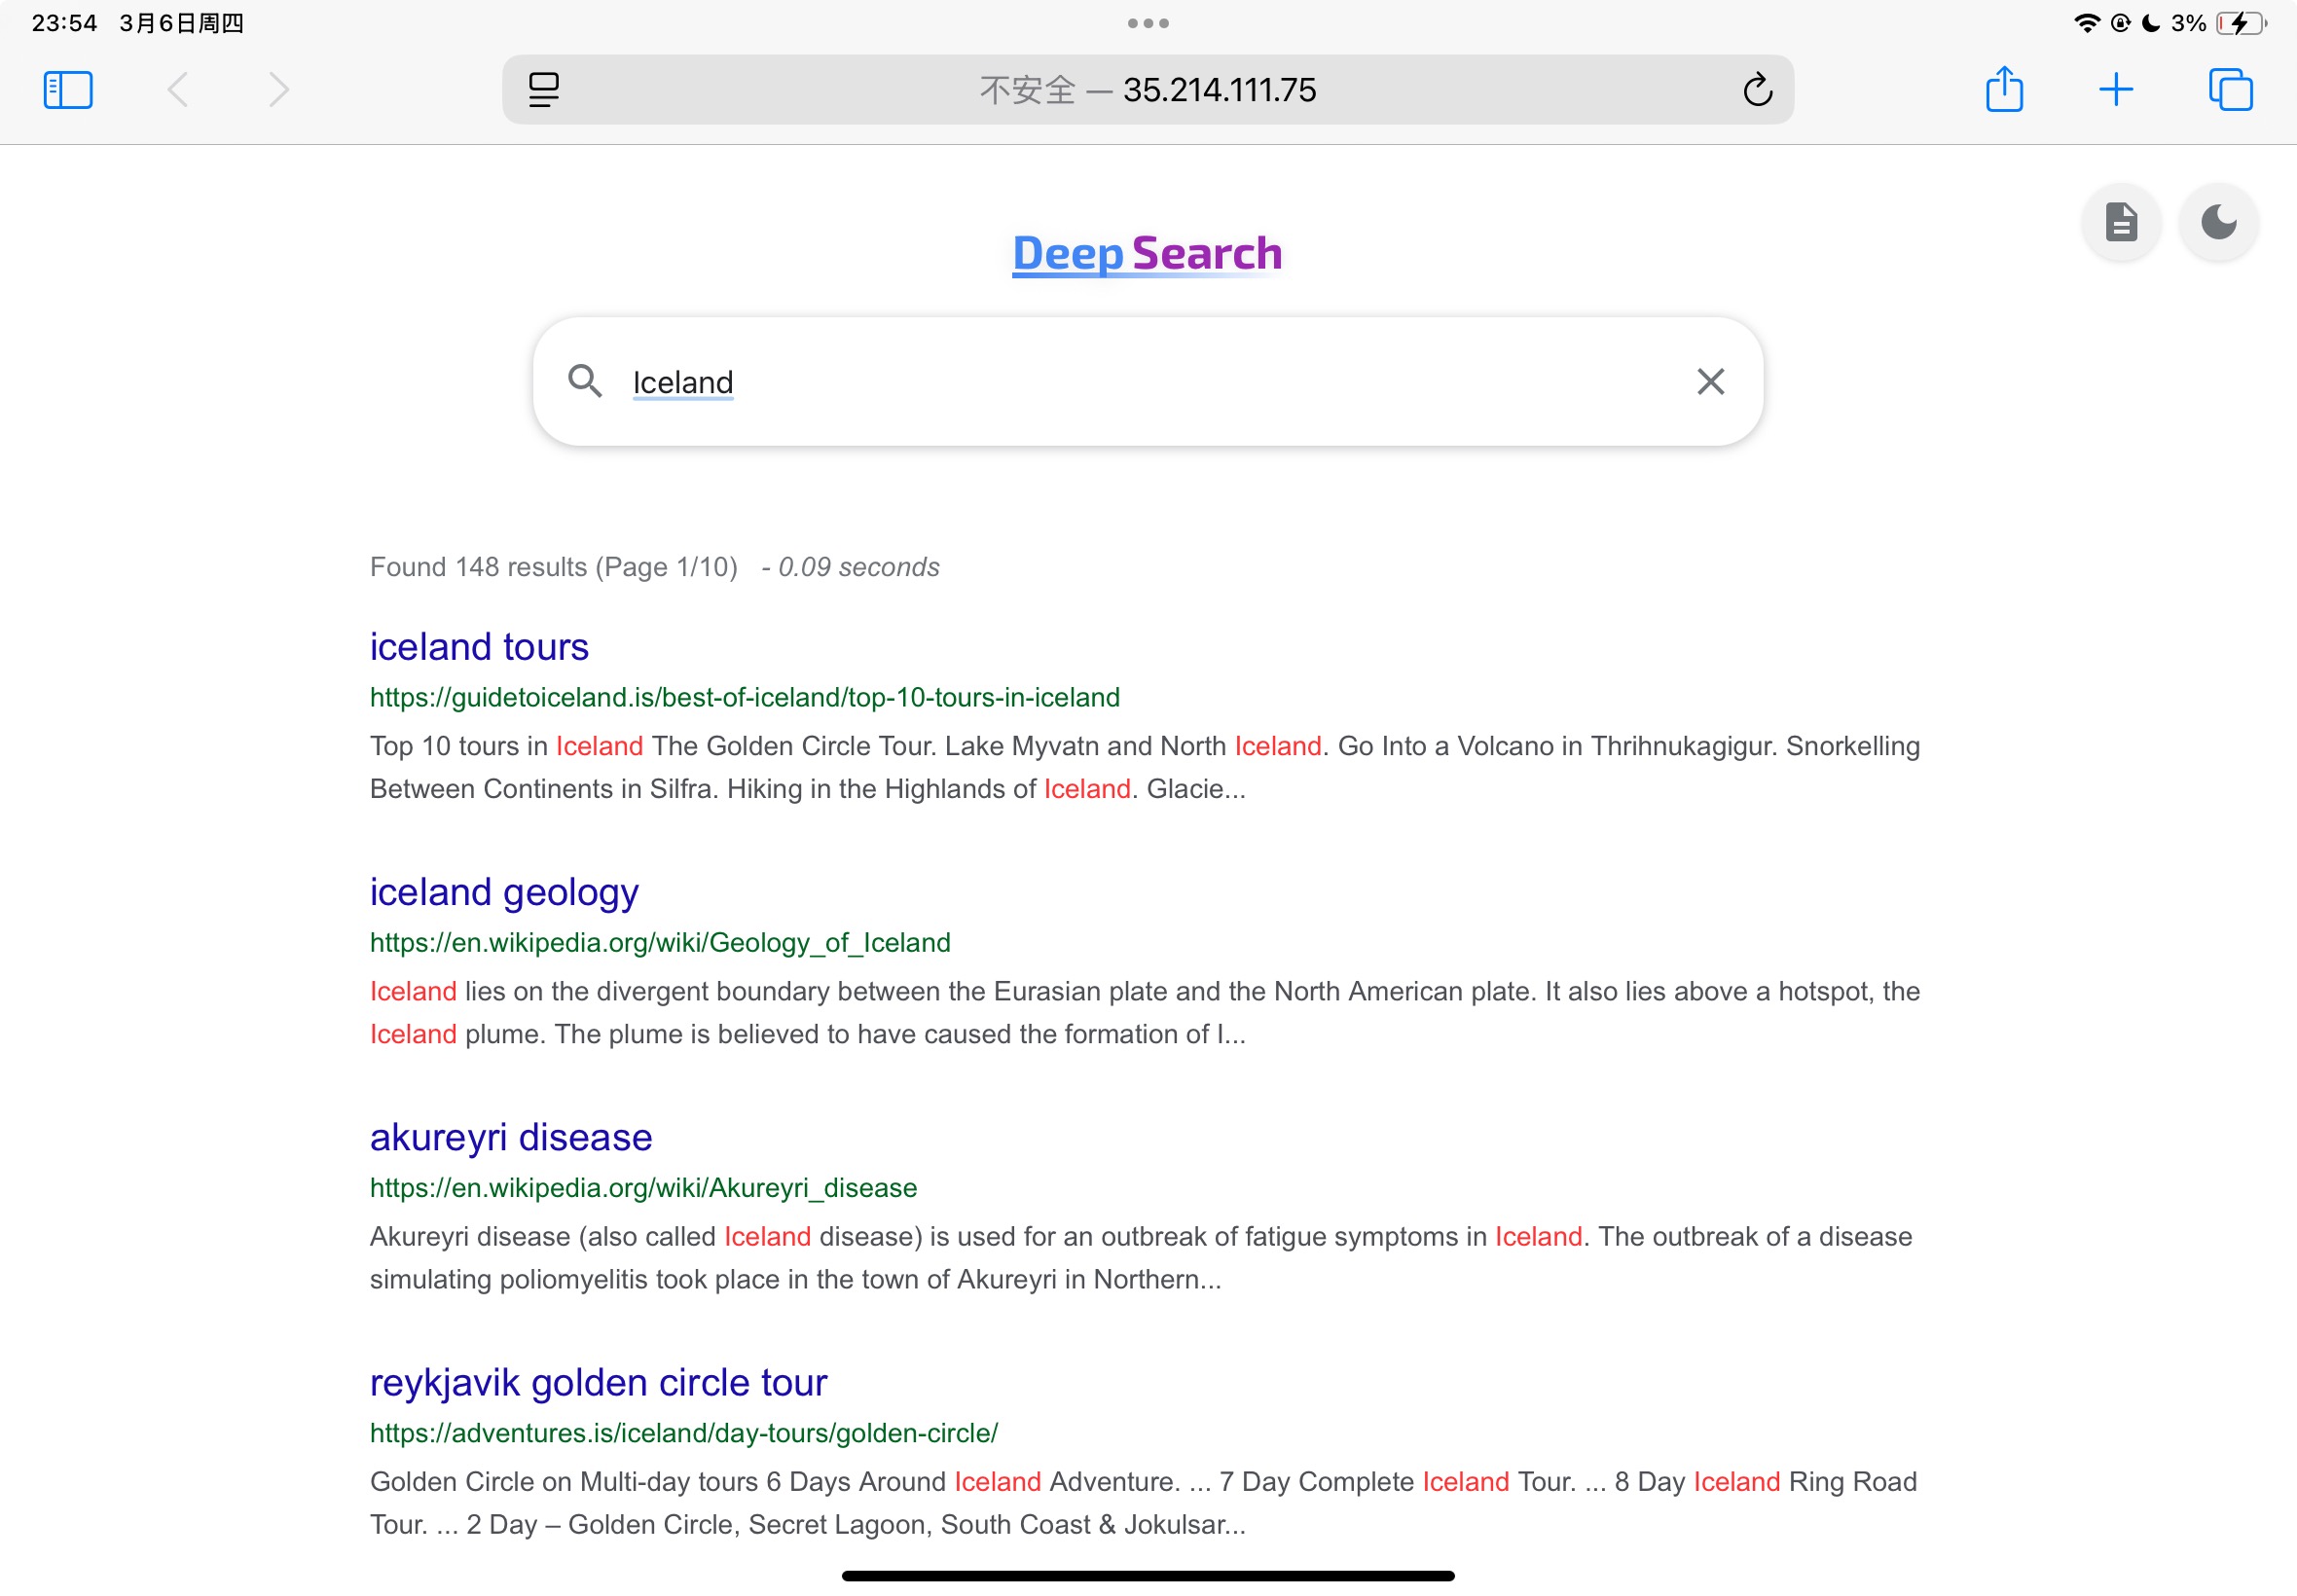 23:54 3月6日周四
3%
不安全 — 35.214.111.75
Deep Search
Iceland
Found 148 results (Page 1/10) - 0.09 seconds
iceland tours
https://guidetoiceland.is/best-of-iceland/top-10-tours-in-iceland
Top 10 tours in Iceland The Golden Circle Tour. Lake Myvatn and North Iceland. Go Into a Volcano in Thrihnukagigur. Snorkelling
Between Continents in Silfra. Hiking in the Highlands of Iceland. Glacie...
iceland geology
https://en.wikipedia.org/wiki/Geology_of_Iceland
Iceland lies on the divergent boundary between the Eurasian plate and the North American plate. It also lies above a hotspot, the
Iceland plume. The plume is believed to have caused the formation of I...
akureyri disease
https://en.wikipedia.org/wiki/Akureyri_disease
Akureyri disease (also called Iceland disease) is used for an outbreak of fatigue symptoms in Iceland. The outbreak of a disease
simulating poliomyelitis took place in the town of Akureyri in Northern...
reykjavik golden circle tour
https://adventures.is/iceland/day-tours/golden-circle/
Golden Circle on Multi-day tours 6 Days Around Iceland Adventure. ... 7 Day Complete Iceland Tour. ... 8 Day Iceland Ring Road
Tour. ... 2 Day – Golden Circle, Secret Lagoon, South Coast & Jokulsar...